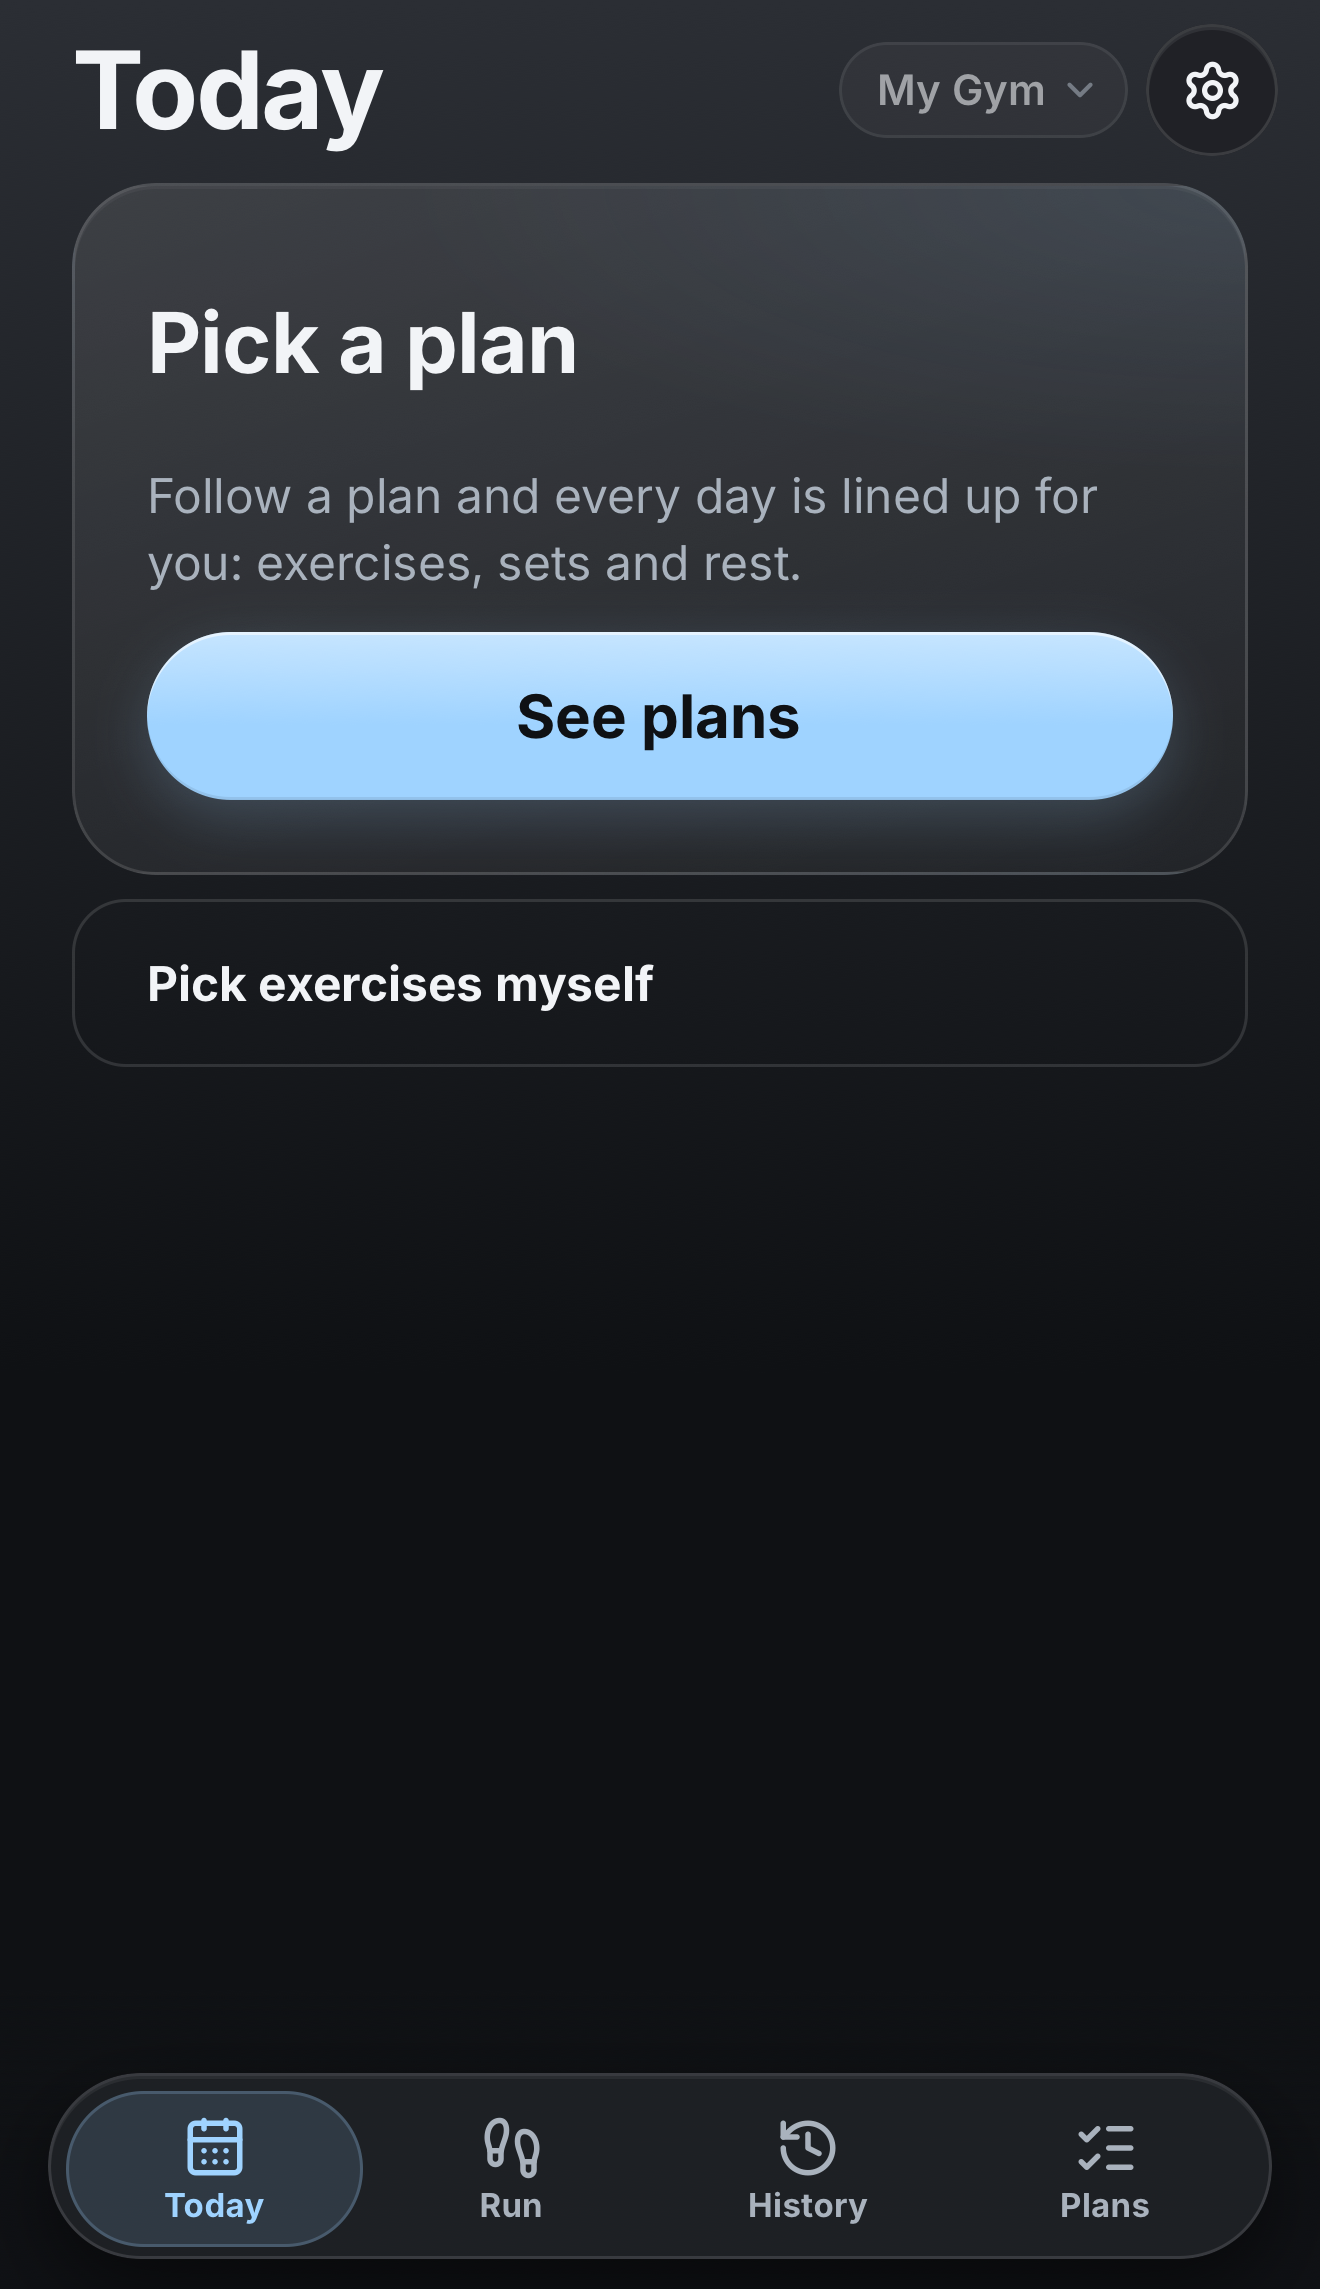 Today
My Gym
Pick a plan
Follow a plan and every day is lined up for
you: exercises, sets and rest.
See plans
Pick exercises myself
Today
Run
History
Plans